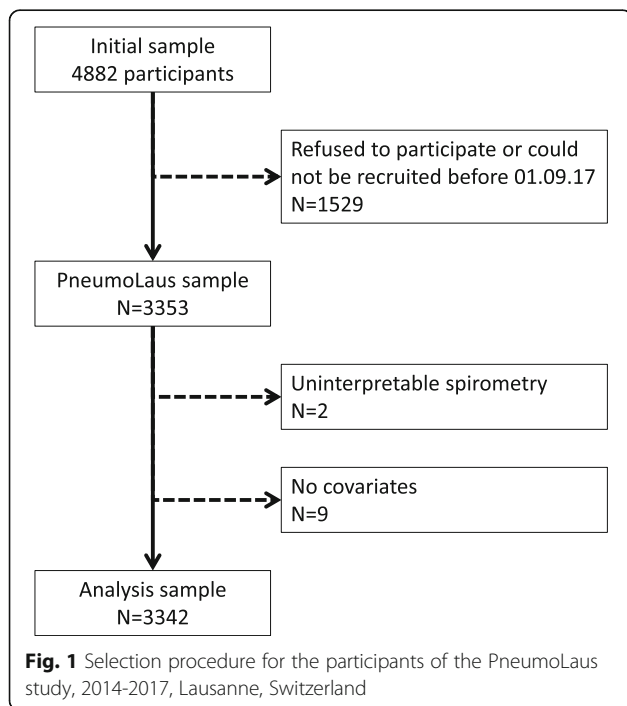 Initial sample
4882 participants
Refused to participate or could
not be recruited before 01.09.17
N=1529
PneumoLaus sample
N=3353
Uninterpretable spirometry
N=2
No covariates
N=9
Analysis sample
N=3342
Fig. 1 Selection procedure for the participants of the PneumoLaus
study, 2014-2017, Lausanne, Switzerland